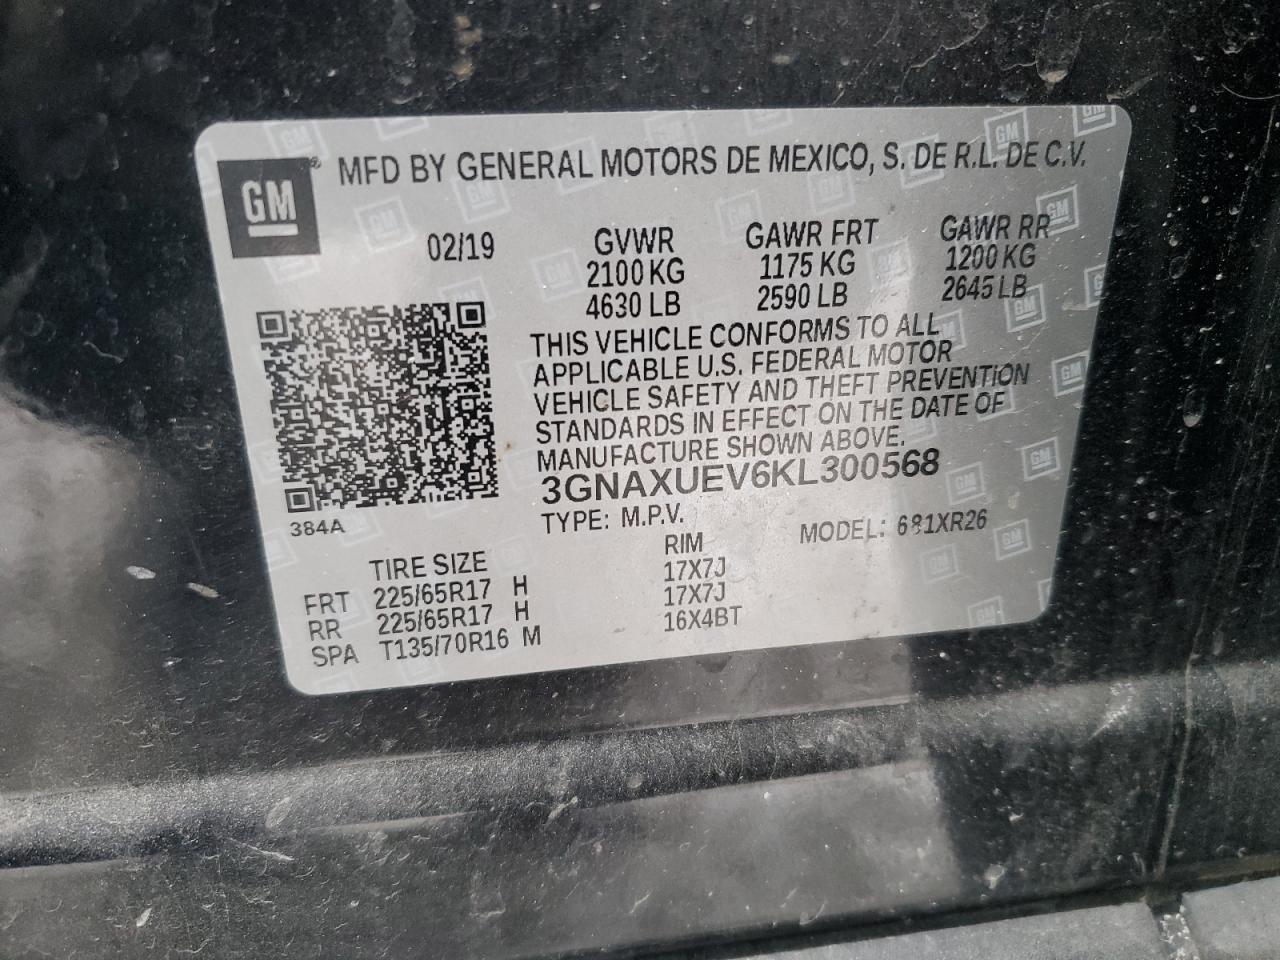 GM ® MFD BY GENERAL MOTORS DE MEXICO, S. DE R.L. DE C.V.
02/19
GVWR GAWR FRT GAWR RR
2100 KG 1175 KG 1200 KG
4630 LB 2590 LB 2645 LB
THIS VEHICLE CONFORMS TO ALL
APPLICABLE U.S. FEDERAL MOTOR
VEHICLE SAFETY AND THEFT PREVENTION
STANDARDS IN EFFECT ON THE DATE OF
MANUFACTURE SHOWN ABOVE.
3GNAXUEV6KL300568
384A
TYPE: M.P.V. MODEL: 681XR26
TIRE SIZE RIM
FRT 225/65R17 H 17X7J
RR 225/65R17 H 17X7J
SPA T135/70R16 M 16X4BT